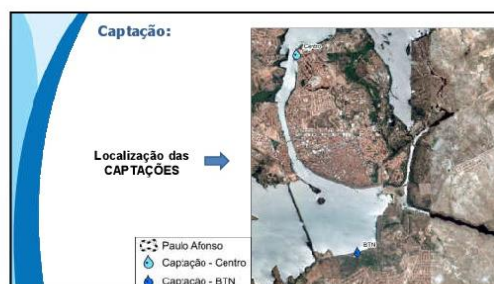 Captação:
Centro
Localização das
CAPTAÇÕES
BTN
Paulo Afonso
Captação - Centro
Captação - BTN